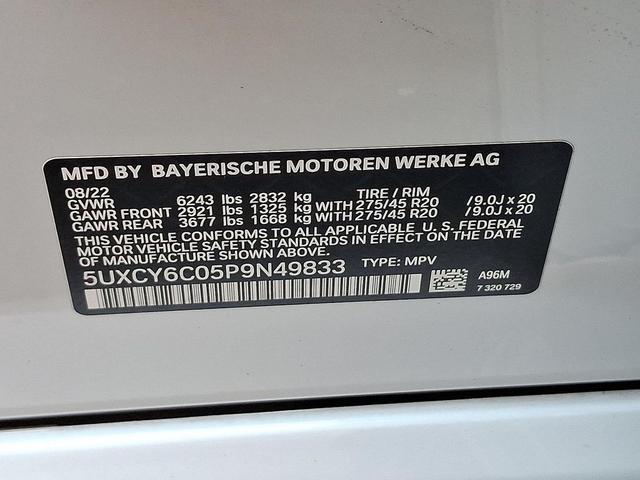 MFD BY BAYERISCHE MOTOREN WERKE AG
08/22 TIRE / RIM
GVWR 6243 lbs 2832 kg
GAWR FRONT 2921 lbs 1325 kg WITH 275/45 R20 / 9.0J x 20
GAWR REAR 3677 lbs 1668 kg WITH 275/45 R20 / 9.0J x 20
THIS VEHICLE CONFORMS TO ALL APPLICABLE U. S. FEDERAL
MOTOR VEHICLE SAFETY STANDARDS IN EFFECT ON THE DATE
OF MANUFACTURE SHOWN ABOVE.
5UXCY6C05P9N49833 TYPE: MPV
A96M
7 320 729